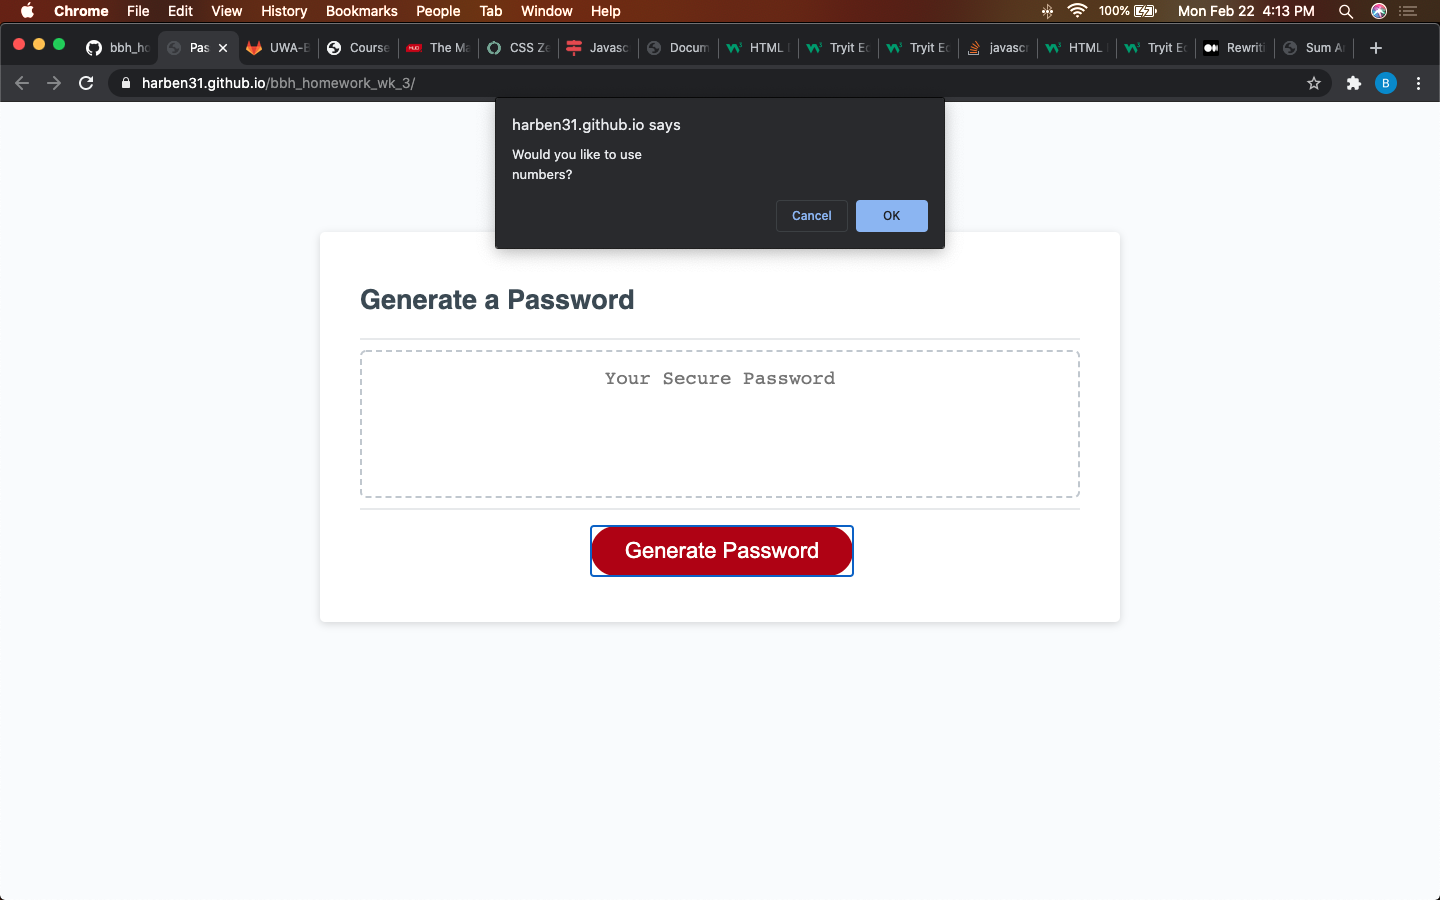 Chrome File Edit View History Bookmarks People Tab Window Help 100% Mon Feb 22 4:13 PM
bbh_ho Pas UWA-B Course The Ma CSS Ze Javasc Docum HTML Tryit Ec Tryit Ec javascr HTML Tryit Ec Rewriti Sum A
harben31.github.io/bbh_homework_wk_3/ B
harben31.github.io says
Would you like to use
numbers?
Cancel OK
Generate a Password
Your Secure Password
Generate Password